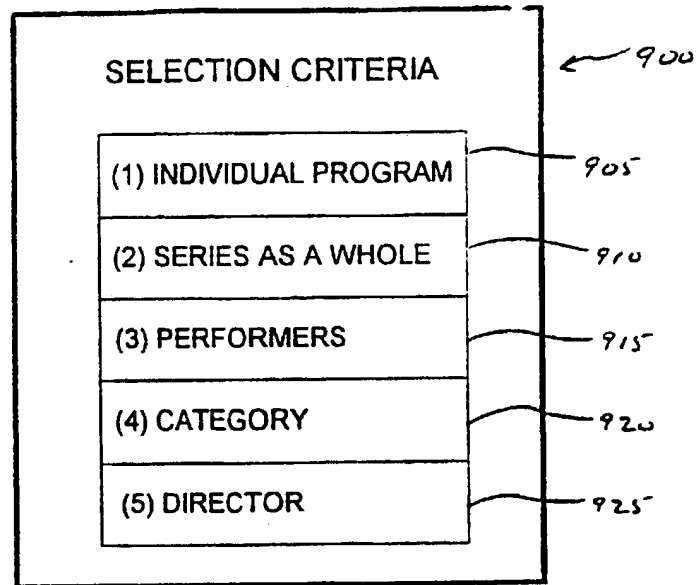 SELECTION CRITERIA
900
(1) INDIVIDUAL PROGRAM
905
(2) SERIES AS A WHOLE
910
(3) PERFORMERS
915
(4) CATEGORY
920
(5) DIRECTOR
925